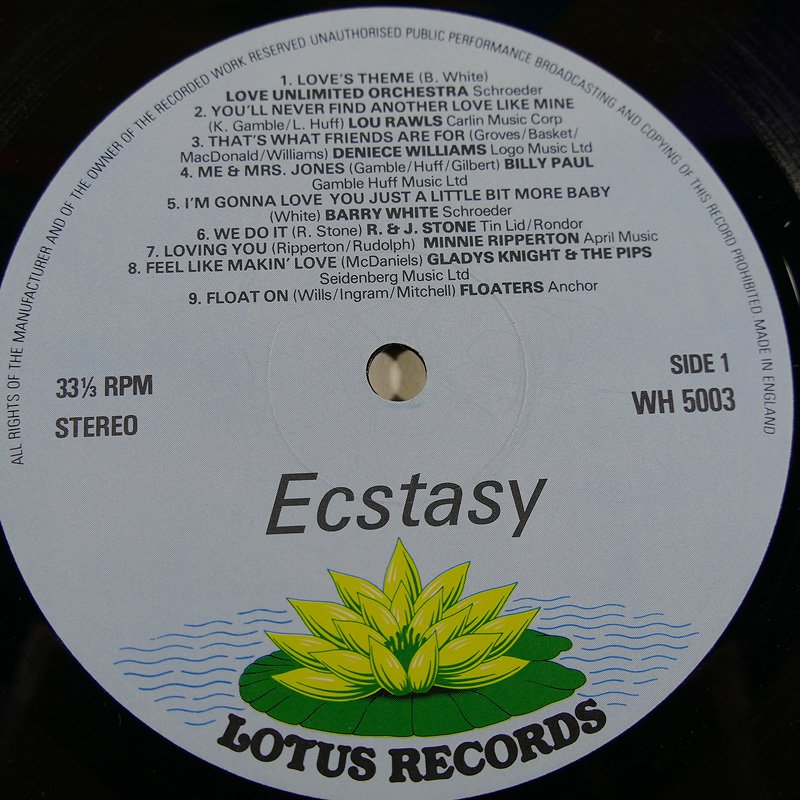 ALL RIGHTS OF THE MANUFACTURER AND OF THE OWNER OF THE RECORDED WORK RESERVED UNAUTHORISED PUBLIC PERFORMANCE BROADCASTING AND COPYING OF THIS RECORD PROHIBITED MADE IN ENGLAND
1. LOVE'S THEME (B. White)
LOVE UNLIMITED ORCHESTRA Schroeder
2. YOU'LL NEVER FIND ANOTHER LOVE LIKE MINE
(K. Gamble/L. Huff) LOU RAWLS Carlin Music Corp
3. THAT'S WHAT FRIENDS ARE FOR (Groves/Basket/
MacDonald/Williams) DENIECE WILLIAMS Logo Music Ltd
4. ME & MRS. JONES (Gamble/Huff/Gilbert) BILLY PAUL
Gamble Huff Music Ltd
5. I'M GONNA LOVE YOU JUST A LITTLE BIT MORE BABY
(White) BARRY WHITE Schroeder
6. WE DO IT (R. Stone) R. & J. STONE Tin Lid/Rondor
7. LOVING YOU (Ripperton/Rudolph) MINNIE RIPPERTON April Music
8. FEEL LIKE MAKIN' LOVE (McDaniels) GLADYS KNIGHT & THE PIPS
Seidenberg Music Ltd
9. FLOAT ON (Wills/Ingram/Mitchell) FLOATERS Anchor
33⅓ RPM
STEREO
SIDE 1
WH 5003
Ecstasy
LOTUS RECORDS